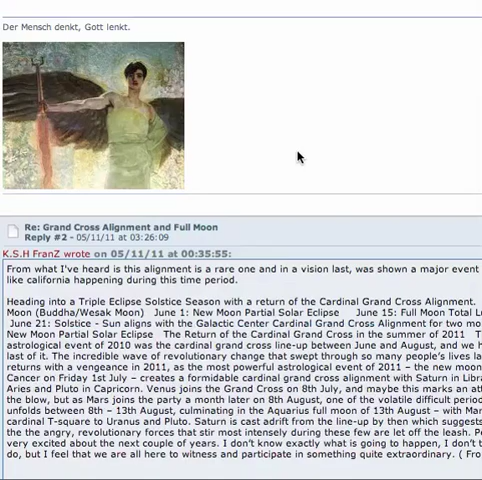 Der Mensch denkt, Gott lenkt.
Re: Grand Cross Alignment and Full Moon
Reply #2 - 05/11/11 at 03:26:09
K.S.H FranZ wrote on 05/11/11 at 00:35:55:
From what I've heard is this alignment is a rare one and in a vision last, was shown a major event
like california happening during this time period.
Heading into a Triple Eclipse Solstice Season with a return of the Cardinal Grand Cross Alignment.
Moon (Buddha/Wesak Moon) June 1: New Moon Partial Solar Eclipse June 15: Full Moon Total L
June 21: Solstice - Sun aligns with the Galactic Center Cardinal Grand Cross Alignment for two mo
New Moon Partial Solar Eclipse The Return of the Cardinal Grand Cross in the summer of 2011 T
astrological event of 2010 was the cardinal grand cross line-up between June and August, and we h
last of it. The incredible wave of revolutionary change that swept through so many people's lives la
returns with a vengeance in 2011, as the most powerful astrological event of 2011 – the new moon
Cancer on Friday 1st July – creates a formidable cardinal grand cross alignment with Saturn in Libr
Aries and Pluto in Capricorn. Venus joins the Grand Cross on 8th July, and maybe this marks an att
the blow, but as Mars joins the party a month later on 8th August, one of the volatile difficult period
unfolds between 8th – 13th August, culminating in the Aquarius full moon of 13th August – with Mar
cardinal T-square to Uranus and Pluto. Saturn is cast adrift from the line-up by then which suggests
the the angry, revolutionary forces that stir most intensely during these few are let off the leash. Pe
very excited about the next couple of years. I don't know exactly what is going to happen, I don't t
do, but I feel that we are all here to witness and participate in something quite extraordinary. ( Fro